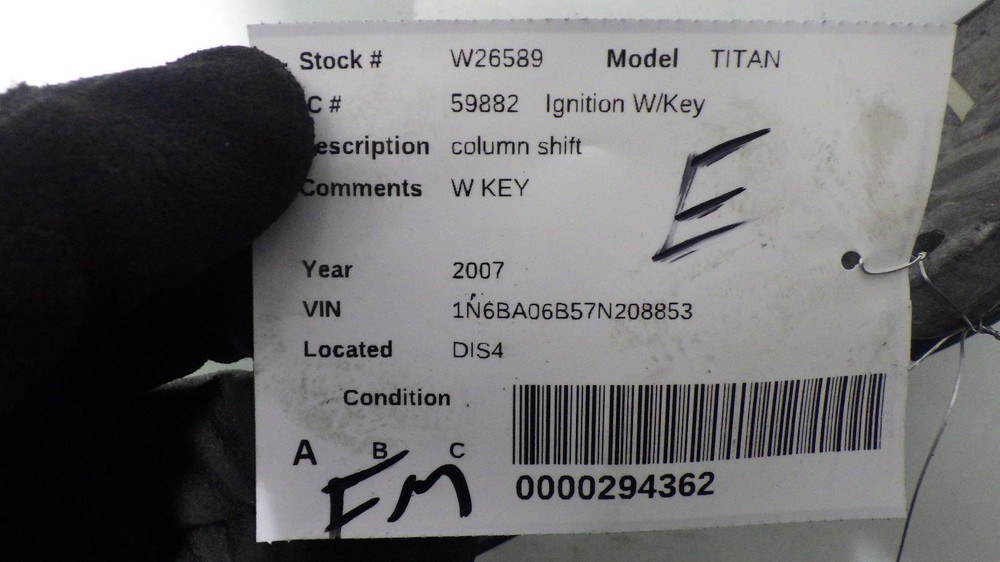 Stock # W26589 Model TITAN
C # 59882 Ignition W/Key
escription column shift
Comments W KEY
E
Year 2007
VIN 1N6BA06B57N208853
Located DIS4
Condition
A B C
FM
0000294362